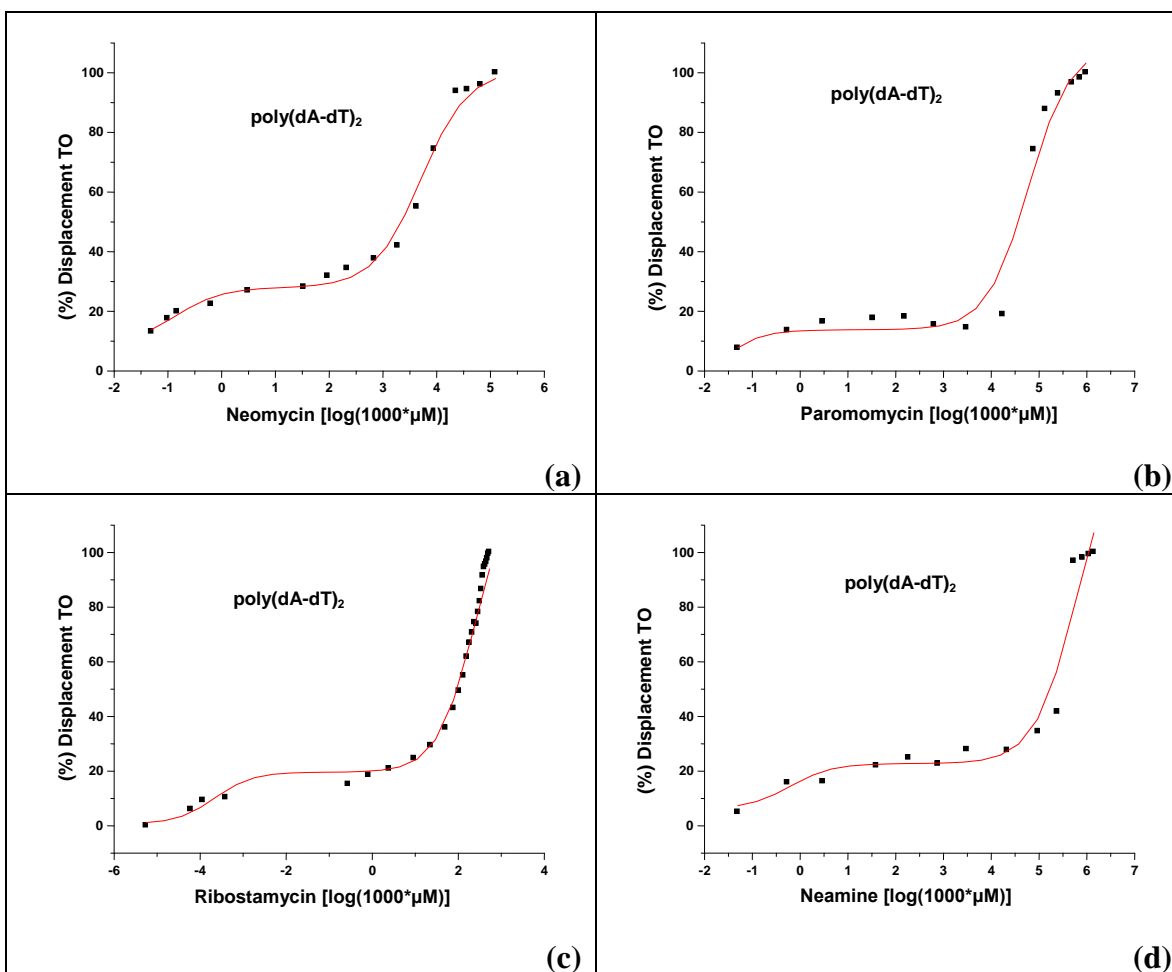 100
80
60
40
20
0
(%) Displacement TO
poly(dA-dT)₂
-2 -1 0 1 2 3 4 5 6
Neomycin [log(1000*µM)]
(a)
100
80
60
40
20
0
(%) Displacement TO
poly(dA-dT)₂
-2 -1 0 1 2 3 4 5 6 7
Paromomycin [log(1000*µM)]
(b)
100
80
60
40
20
0
(%) Displacement TO
poly(dA-dT)₂
-6 -4 -2 0 2 4
Ribostamycin [log(1000*µM)]
(c)
100
80
60
40
20
0
(%) Displacement TO
poly(dA-dT)₂
-2 -1 0 1 2 3 4 5 6 7
Neamine [log(1000*µM)]
(d)